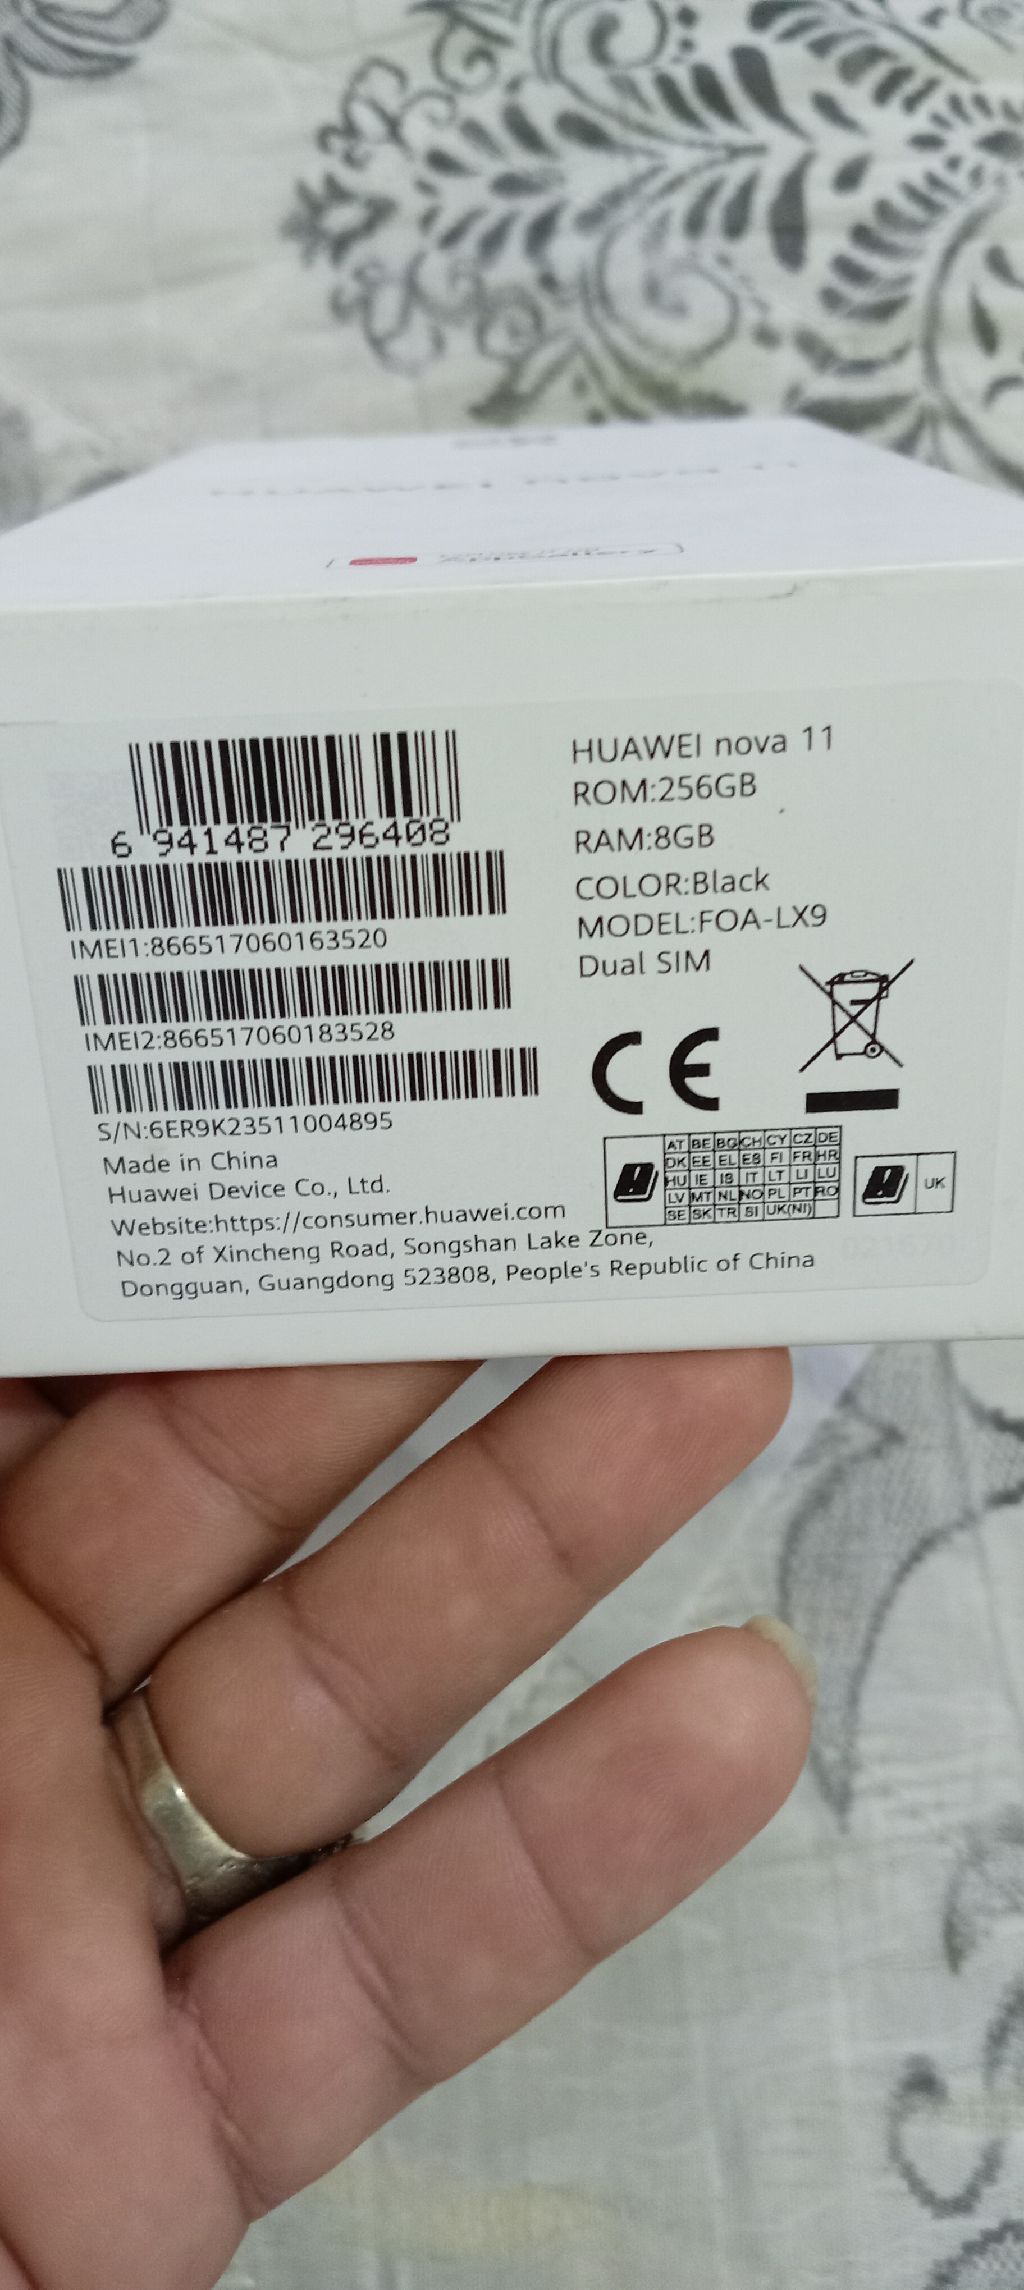 HUAWEI nova 11
AppGallery
6 941487 296408
IMEI1:866517060163520
IMEI2:866517060183528
S/N:6ER9K23511004895
Made in China
Huawei Device Co., Ltd.
Website:https://consumer.huawei.com
No.2 of Xincheng Road, Songshan Lake Zone,
Dongguan, Guangdong 523808, People's Republic of China
HUAWEI nova 11
ROM:256GB
RAM:8GB
COLOR:Black
MODEL:FOA-LX9
Dual SIM
CE
AT BE BG CH CY CZ DE
DK EE EL ES FI FR HR
HU IE IS IT LT LI LU
LV MT NL NO PL PT RO
SE SK TR SI UK(NI)
UK